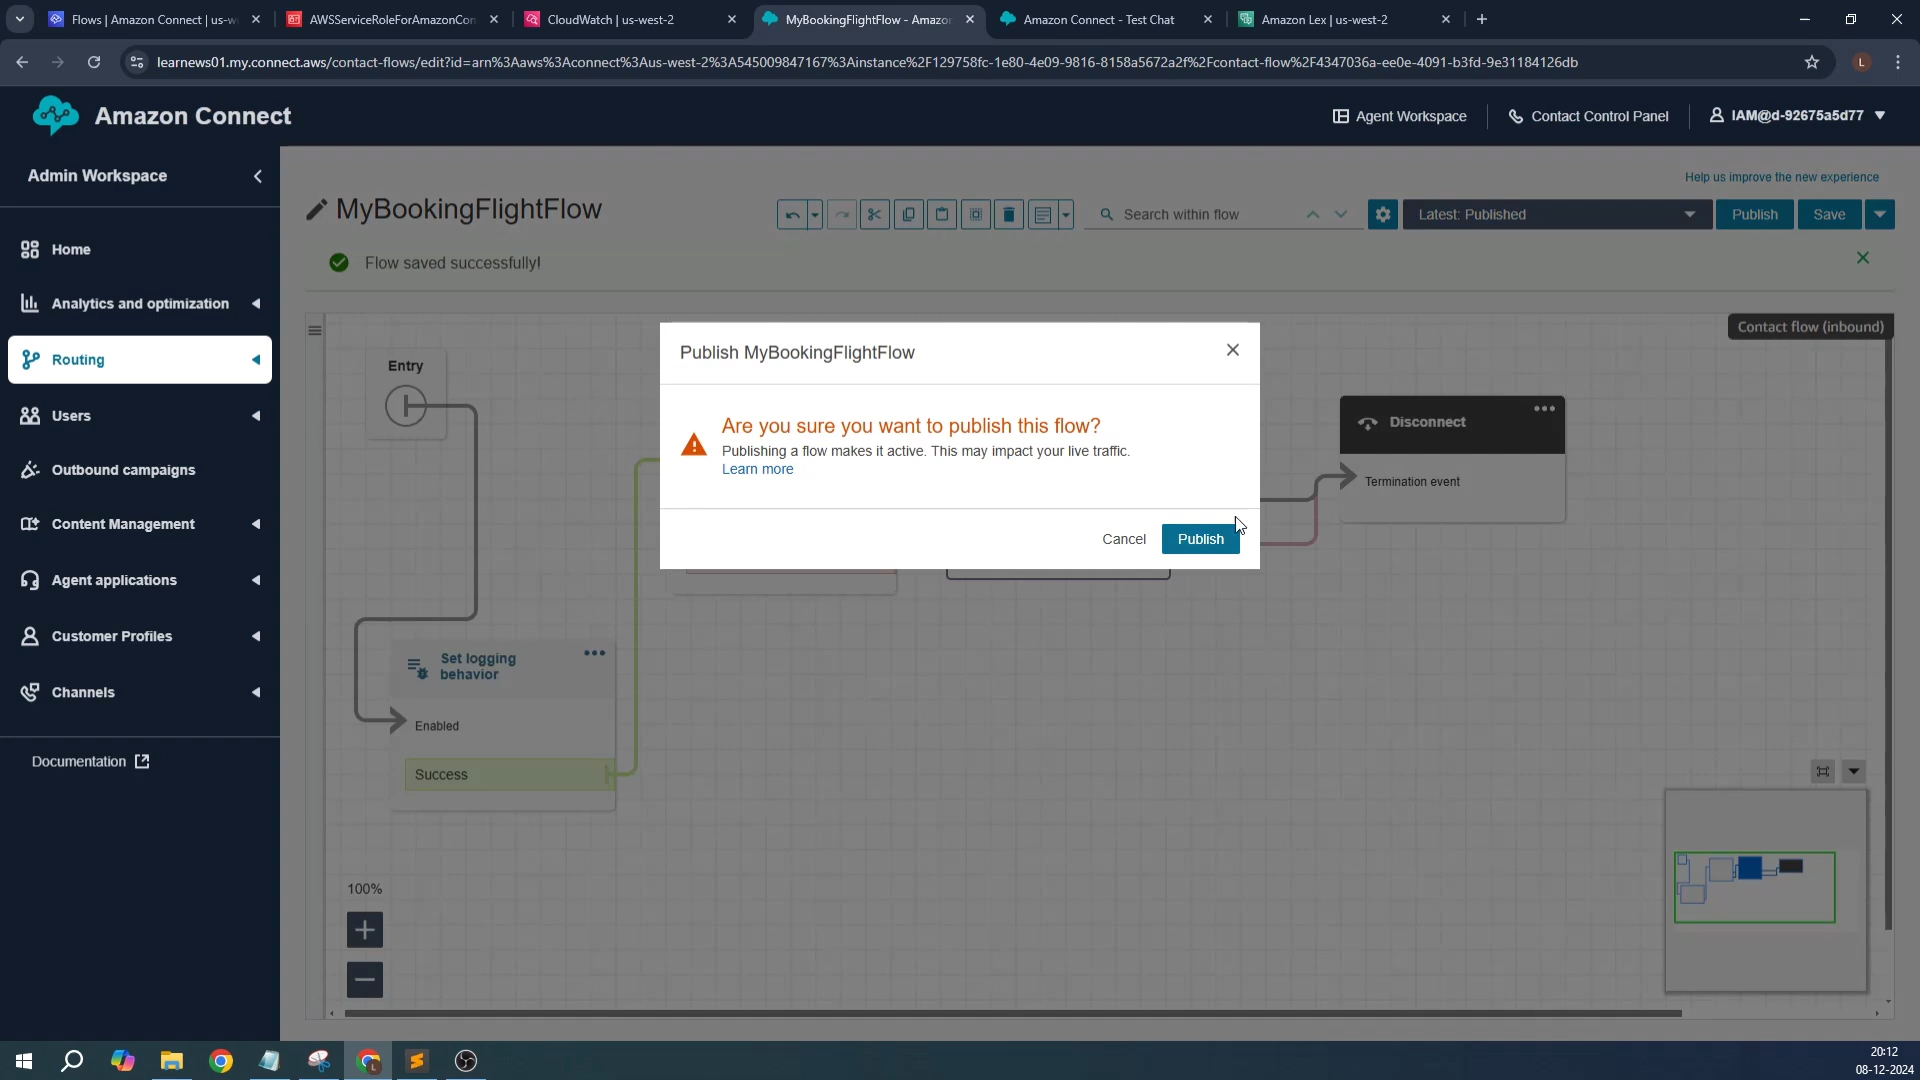 Flows | Amazon Connect | us-w
AWSServiceRoleForAmazonCon
CloudWatch | us-west-2
MyBookingFlightFlow - Amazo
Amazon Connect - Test Chat
Amazon Lex | us-west-2
learnews01.my.connect.aws/contact-flows/edit?id=arn%3Aaws%3Aconnect%3Aus-west-2%3A545009847167%3Ainstance%2F129758fc-1e80-4e09-9816-8158a5672a2f%2Fcontact-flow%2F4347036a-ee0e-4091-b3fd-9e31184126db
L
Amazon Connect
Agent Workspace
Contact Control Panel
IAM@d-92675a5d77
Admin Workspace
Home
Analytics and optimization
Routing
Users
Outbound campaigns
Content Management
Agent applications
Customer Profiles
Channels
Documentation
Help us improve the new experience
MyBookingFlightFlow
Search within flow
Latest: Published
Publish
Save
Flow saved successfully!
Contact flow (inbound)
Entry
Publish MyBookingFlightFlow
Are you sure you want to publish this flow?
Publishing a flow makes it active. This may impact your live traffic.
Learn more
Cancel
Publish
Disconnect
Termination event
Set logging
behavior
Enabled
Success
100%
20:12
08-12-2024